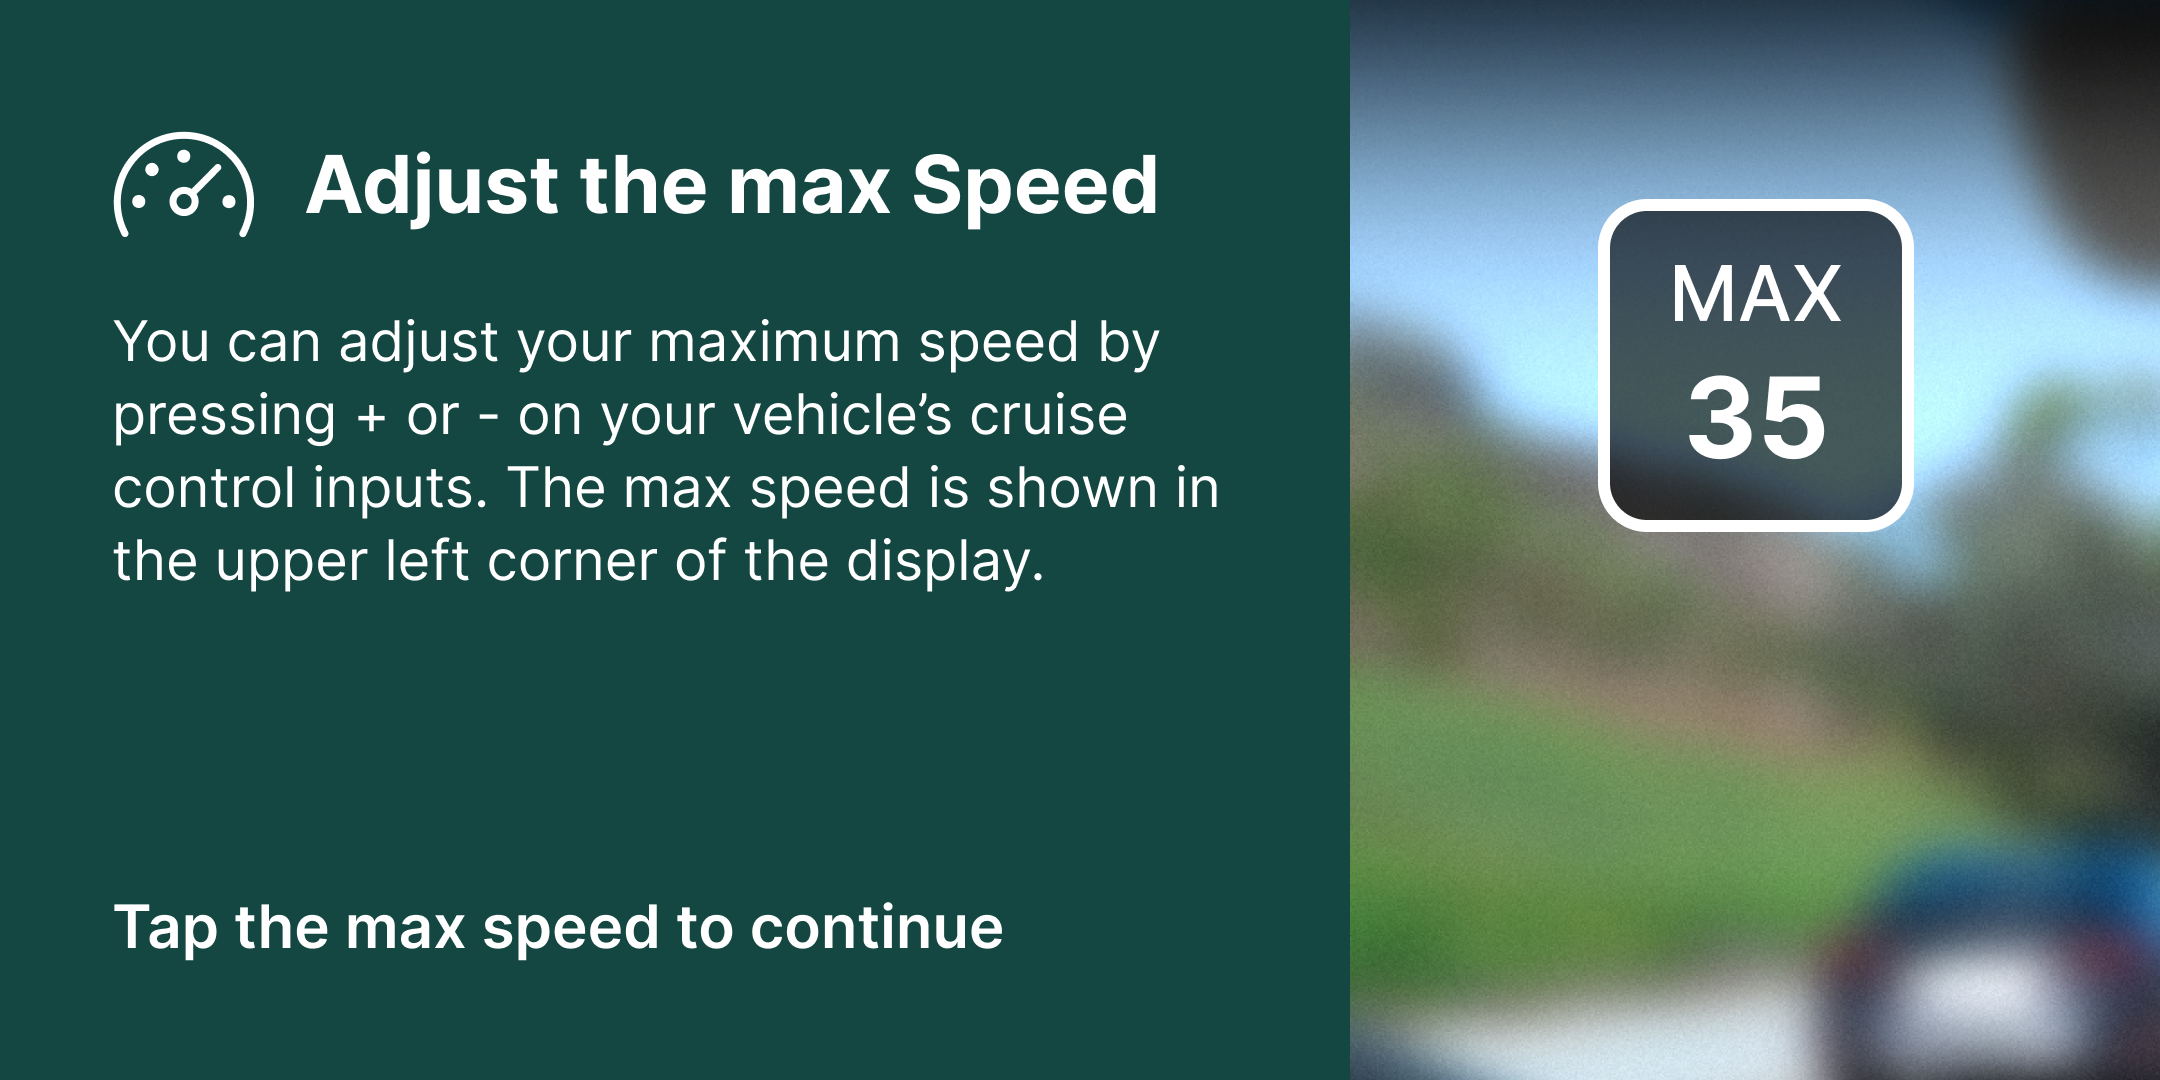 Adjust the max Speed
You can adjust your maximum speed by
pressing + or - on your vehicle’s cruise
control inputs. The max speed is shown in
the upper left corner of the display.
Tap the max speed to continue
MAX
35